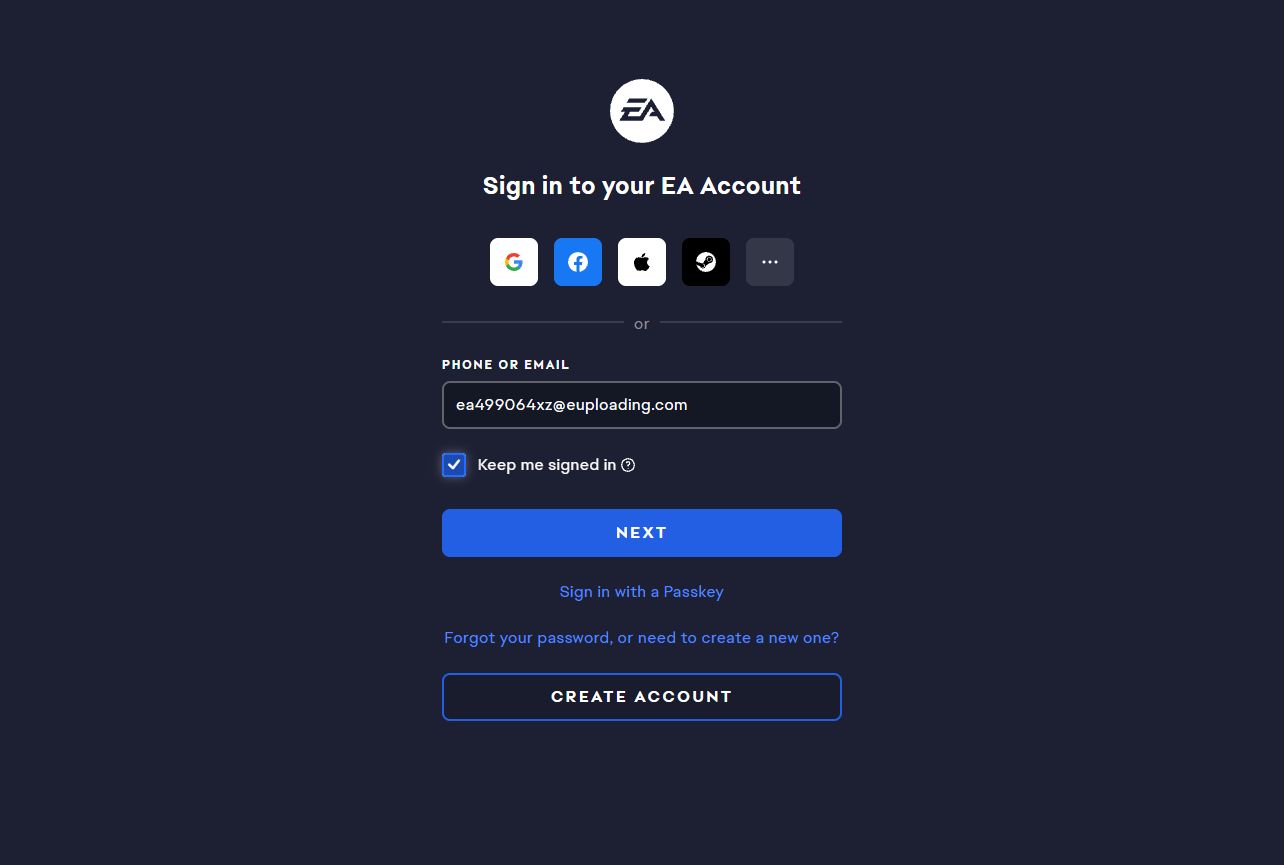 EA
Sign in to your EA Account
or
PHONE OR EMAIL
ea499064xz@euploading.com
Keep me signed in
NEXT
Sign in with a Passkey
Forgot your password, or need to create a new one?
CREATE ACCOUNT